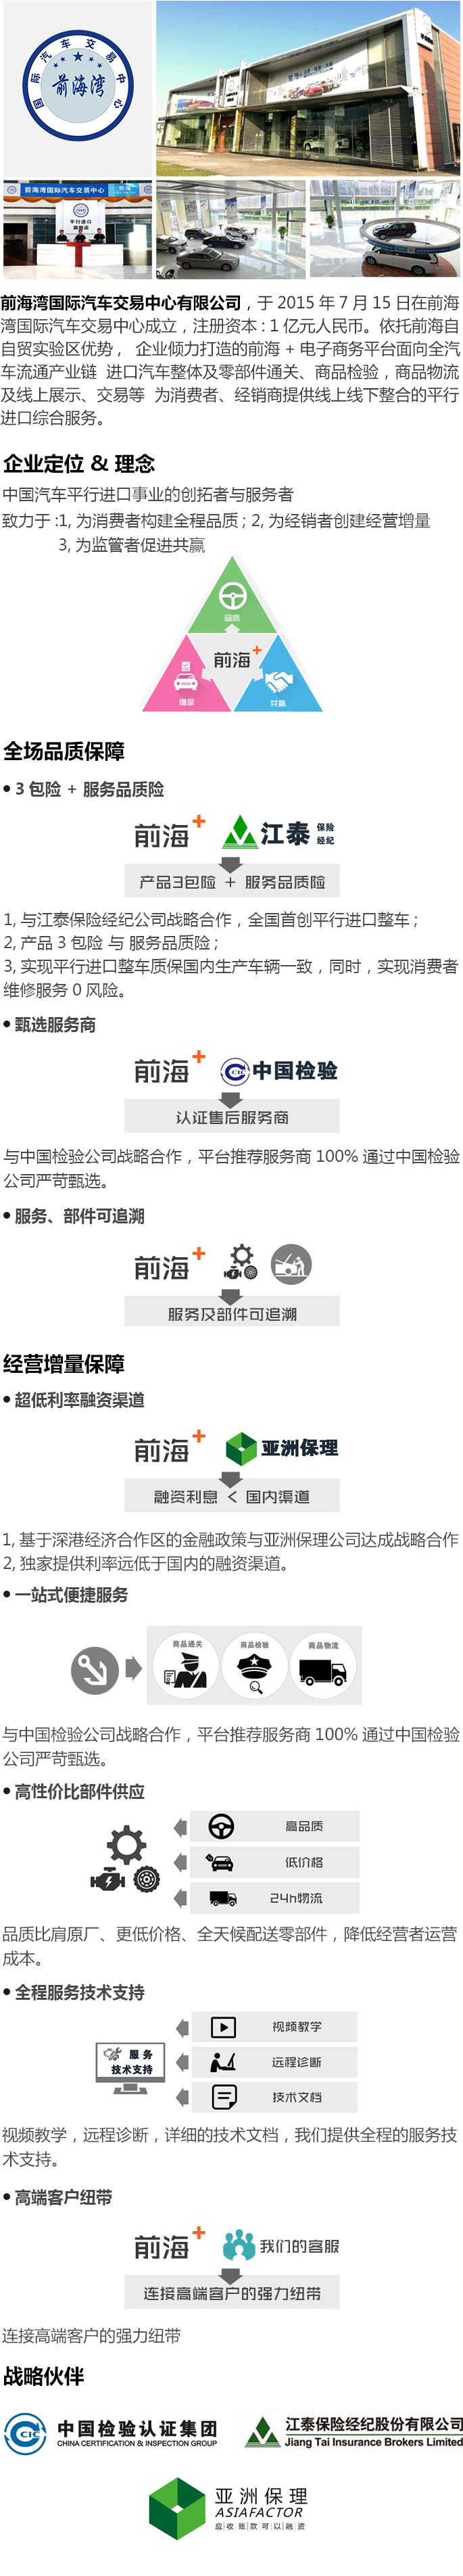 国际汽车交易中心
前海湾
前海湾国际汽车交易中心
前海
平行进口
旗舰店
前海湾国际汽车交易中心有限公司，于 2015 年 7 月 15 日在前海
湾国际汽车交易中心成立，注册资本：1 亿元人民币。依托前海自
自贸实验区优势， 企业倾力打造的前海 + 电子商务平台面向全汽
车流通产业链 进口汽车整体及零部件通关、商品检验，商品物流
及线上展示、交易等 为消费者、经销商提供线上线下整合的平行
进口综合服务。
企业定位 & 理念
中国汽车平行进口事业的创拓者与服务者
致力于 :1, 为消费者构建全程品质 ; 2, 为经销者创建经营增量
3, 为监管者促进共赢
品质
前海+
增量
共赢
全场品质保障
• 3 包险 + 服务品质险
前海+ 江泰 保险
经纪
产品3包险 + 服务品质险
1, 与江泰保险经纪公司战略合作，全国首创平行进口整车 ;
2, 产品 3 包险 与 服务品质险 ;
3, 实现平行进口整车质保国内生产车辆一致，同时，实现消费者
维修服务 0 风险。
• 甄选服务商
前海+ CIC 中国检验
认证售后服务商
与中国检验公司战略合作，平台推荐服务商 100% 通过中国检验
公司严苛甄选。
• 服务、部件可追溯
前海+
服务及部件可追溯
经营增量保障
• 超低利率融资渠道
前海+ 亚洲保理
融资利息 < 国内渠道
1, 基于深港经济合作区的金融政策与亚洲保理公司达成战略合作
2, 独家提供利率远低于国内的融资渠道。
• 一站式便捷服务
商品通关 商品检验 商品物流
与中国检验公司战略合作，平台推荐服务商 100% 通过中国检验
公司严苛甄选。
• 高性价比部件供应
高品质
低价格
24h物流
品质比肩原厂、更低价格、全天候配送零部件，降低经营者运营
成本。
• 全程服务技术支持
视频教学
服 务
技术支持
远程诊断
技术文档
视频教学，远程诊断，详细的技术文档，我们提供全程的服务技
术支持。
• 高端客户纽带
前海+ 我们的客服
连接高端客户的强力纽带
连接高端客户的强力纽带
战略伙伴
CIC 中国检验认证集团
CHINA CERTIFICATION & INSPECTION GROUP
江泰保险经纪股份有限公司
Jiang Tai Insurance Brokers Limited
亚洲保理
ASIAFACTOR
应|收|账|款|可|以|融|资